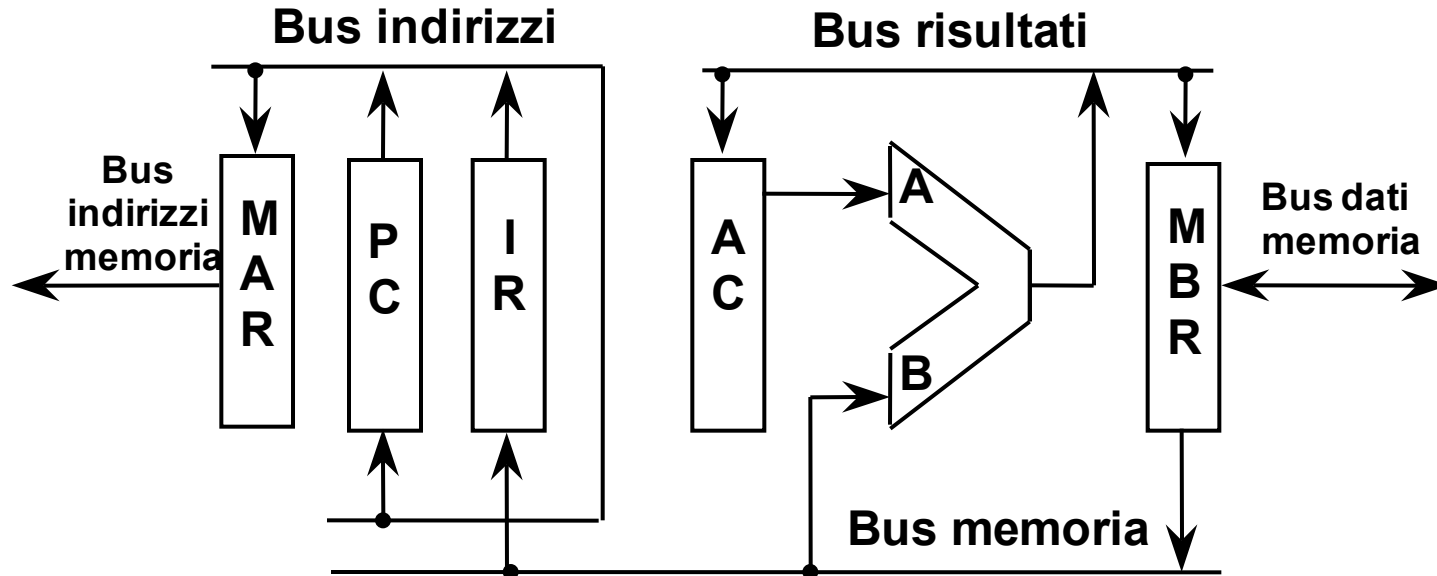 Bus indirizzi
Bus risultati
Bus
indirizzi
memoria
M
A
R
P
C
I
R
A
C
A
B
M
B
R
Bus dati
memoria
Bus memoria